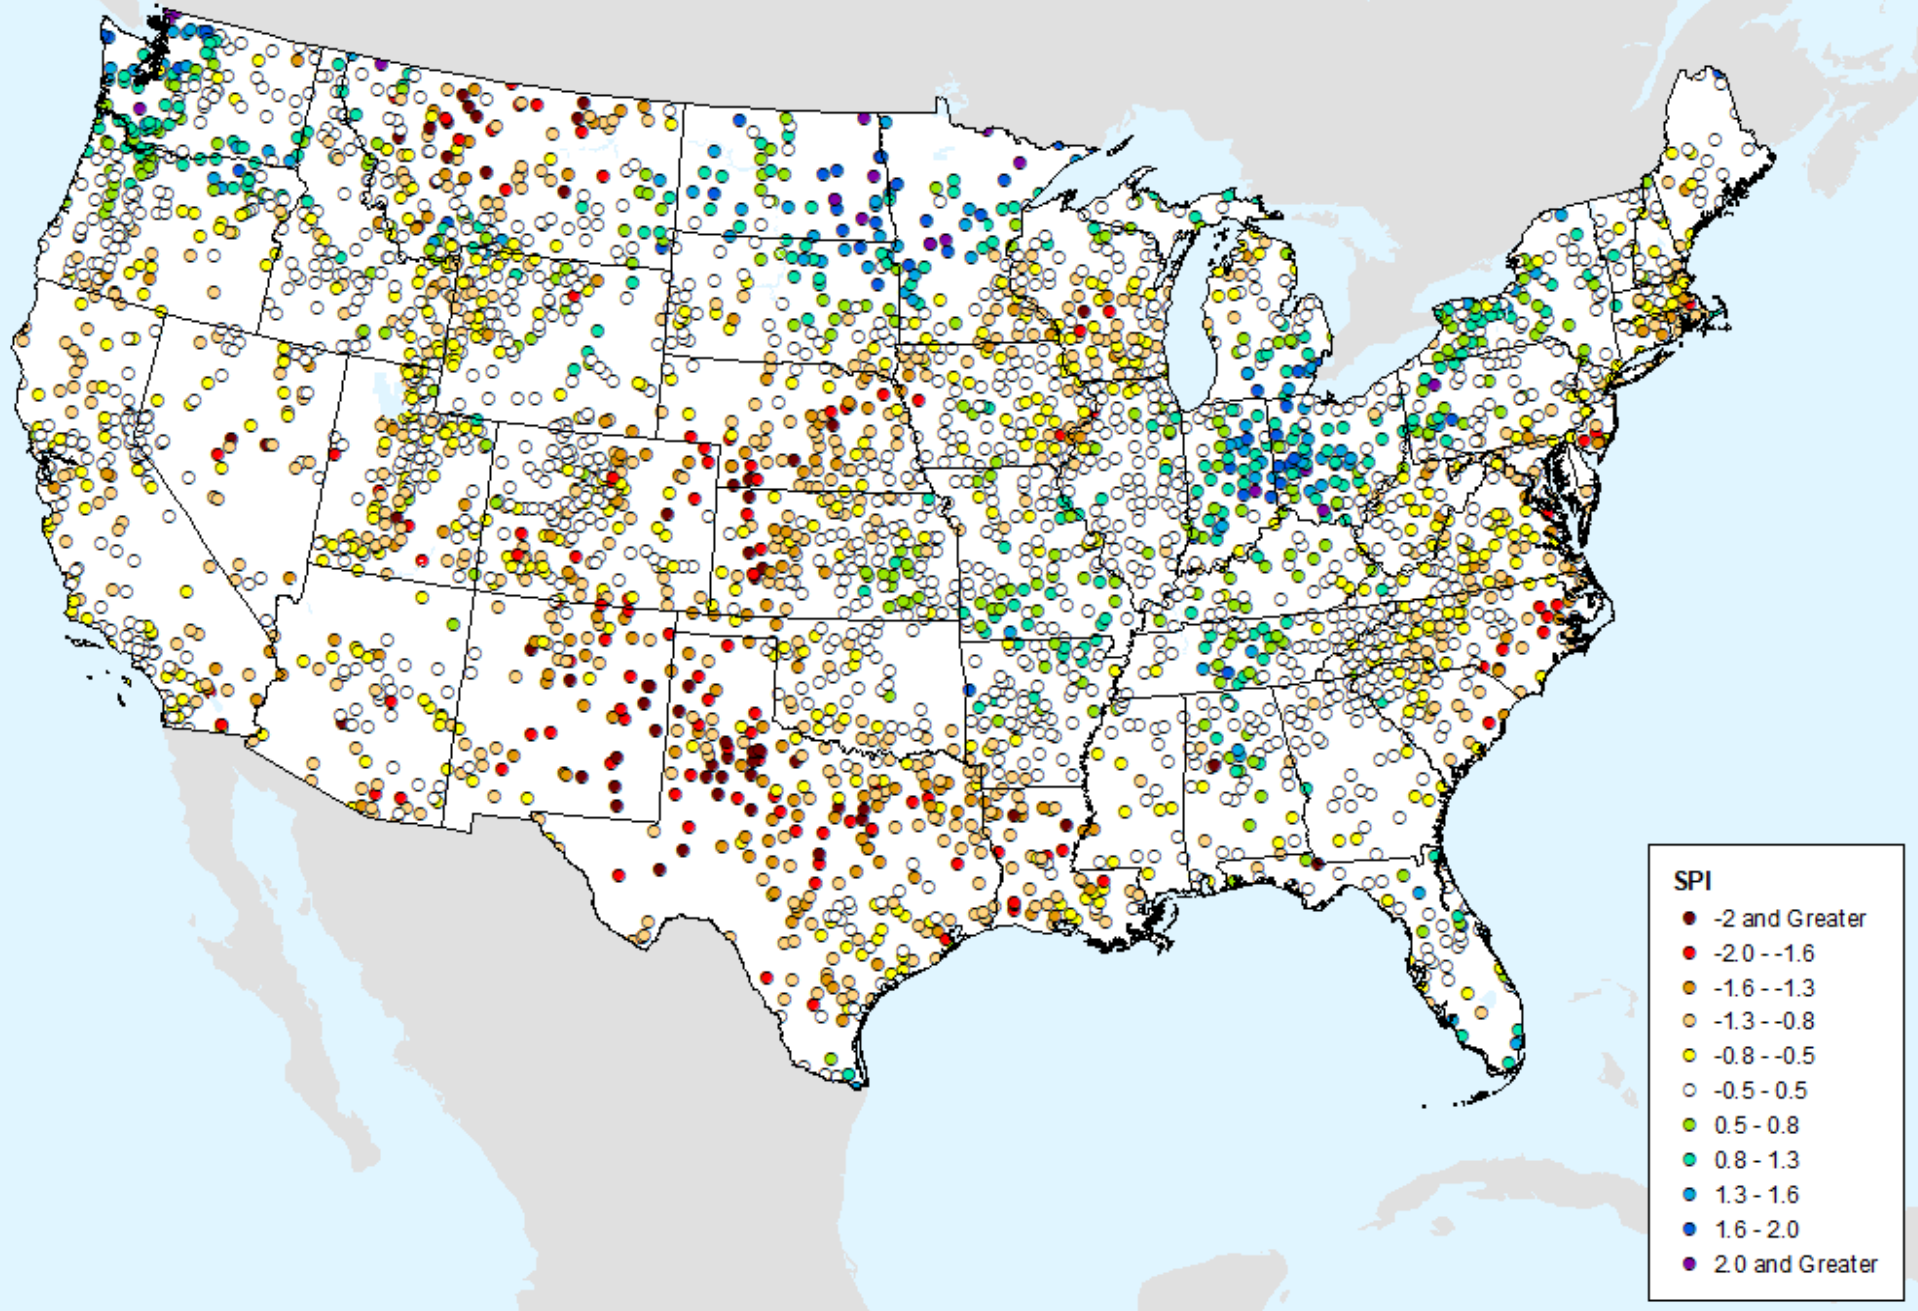 SPI
-2 and Greater
-2.0 - -1.6
-1.6 - -1.3
-1.3 - -0.8
-0.8 - -0.5
-0.5 - 0.5
0.5 - 0.8
0.8 - 1.3
1.3 - 1.6
1.6 - 2.0
2.0 and Greater